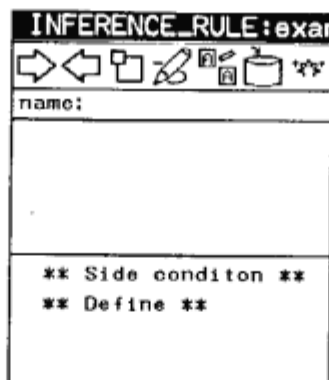 INFERENCE_RULE:exam
name:
** Side conditon **
** Define **